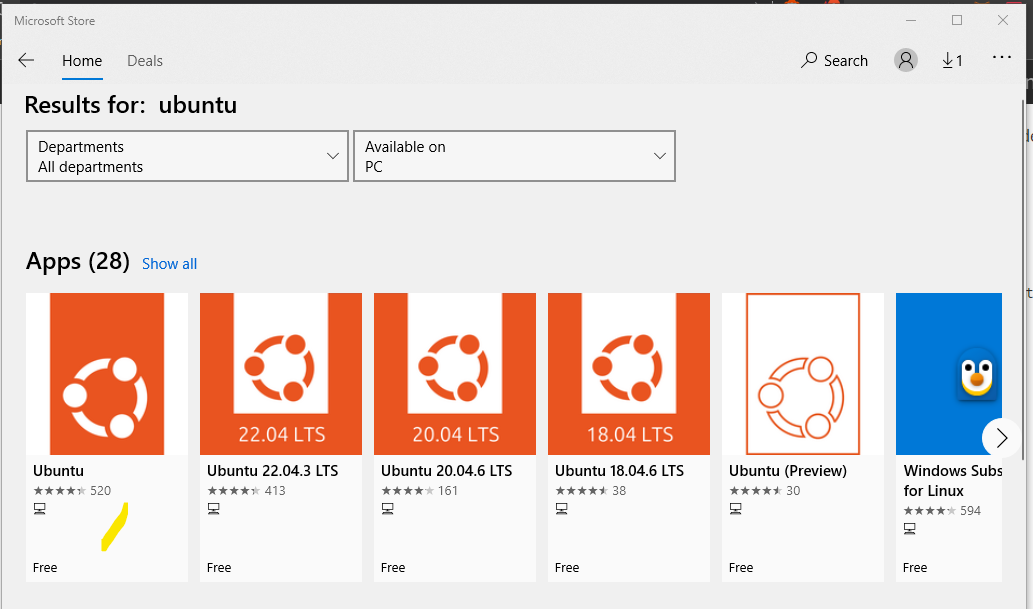 Microsoft Store
Home Deals Search 1
Results for: ubuntu
Departments
All departments
Available on
PC
Apps (28) Show all
22.04 LTS
20.04 LTS
18.04 LTS
Ubuntu
520
Free
Ubuntu 22.04.3 LTS
413
Free
Ubuntu 20.04.6 LTS
161
Free
Ubuntu 18.04.6 LTS
38
Free
Ubuntu (Preview)
30
Free
Windows Subs
for Linux
594
Free